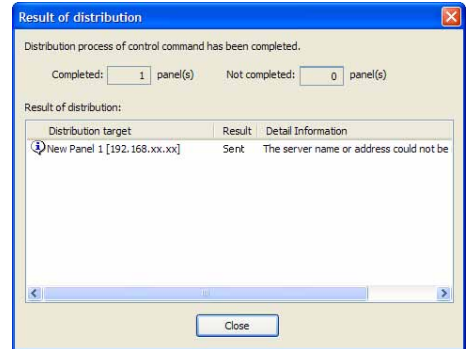 Result of distribution
Distribution process of control command has been completed.
Completed: 1 panel(s) Not completed: 0 panel(s)
Result of distribution:
Distribution target Result Detail Information
New Panel 1 [192.168.xx.xx] Sent The server name or address could not be
Close